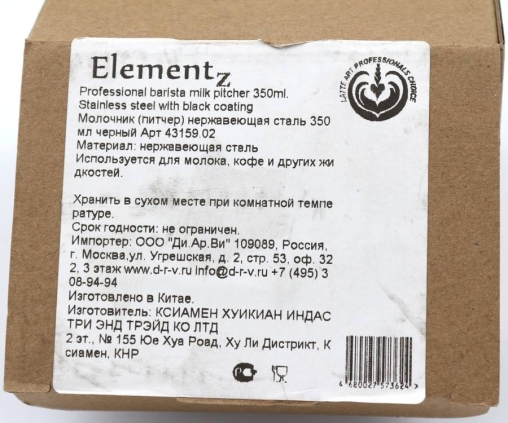 Elementz
LATTE ART PROFESSIONALS CHOICE
Professional barista milk pitcher 350ml.
Stainless steel with black coating
Молочник (питчер) нержавеющая сталь 350
мл черный Арт 43159.02
Материал: нержавеющая сталь
Используется для молока, кофе и других жи
дкостей.
Хранить в сухом месте при комнатной темпе
ратуре.
Срок годности: не ограничен.
Импортер: ООО "Ди.Ар.Ви" 109089, Россия,
г. Москва,ул. Угрешская, д. 2, стр. 53, оф. 32
2, 3 этаж www.d-r-v.ru info@d-r-v.ru +7 (495) 3
08-94-94
Изготовлено в Китае.
Изготовитель: КСИАМЕН ХУИКИАН ИНДАС
ТРИ ЭНД ТРЭЙД КО ЛТД
2 эт., № 155 Юе Хуа Роад, Ху Ли Дистрикт, К
сиамен, КНР
4 680027 573624